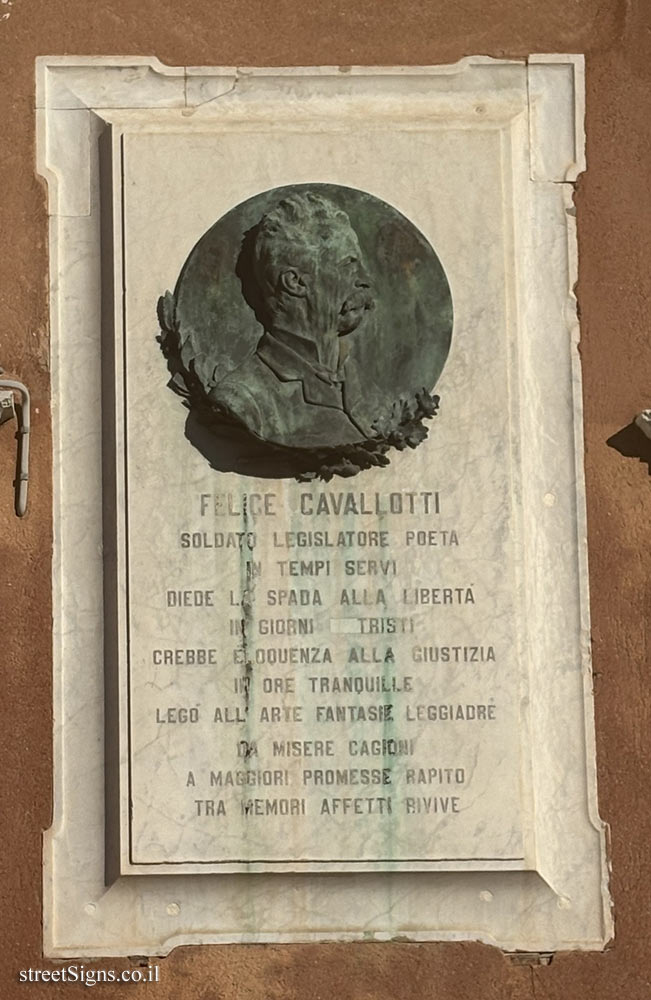 FELICE CAVALLOTTI
SOLDATO LEGISLATORE POETA
IN TEMPI SERVI
DIEDE LA SPADA ALLA LIBERTÀ
IN GIORNI TRISTI
CREBBE ELOQUENZA ALLA GIUSTIZIA
IN ORE TRANQUILLE
LEGÒ ALL' ARTE FANTASIE LEGGIADRE
DA MISERE CAGIONI
A MAGGIORI PROMESSE RAPITO
TRA MEMORI AFFETTI RIVIVE
streetSigns.co.il